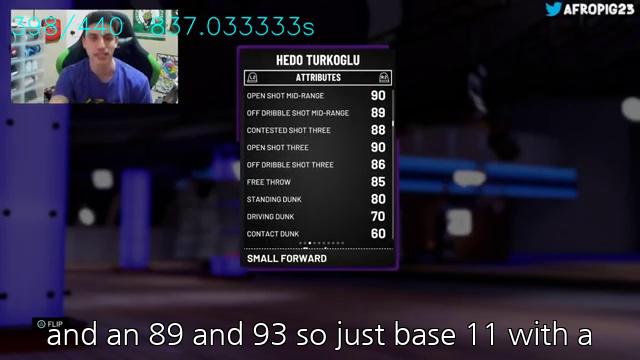 398/440 -837.033333s
AFROPIG23
HEDO TURKOGLU
ATTRIBUTES
OPEN SHOT MID-RANGE 90
OFF DRIBBLE SHOT MID-RANGE 89
CONTESTED SHOT THREE 88
OPEN SHOT THREE 90
OFF DRIBBLE SHOT THREE 86
FREE THROW 85
STANDING DUNK 80
DRIVING DUNK 70
CONTACT DUNK 60
SMALL FORWARD
FLIP
and an 89 and 93 so just base 11 with a